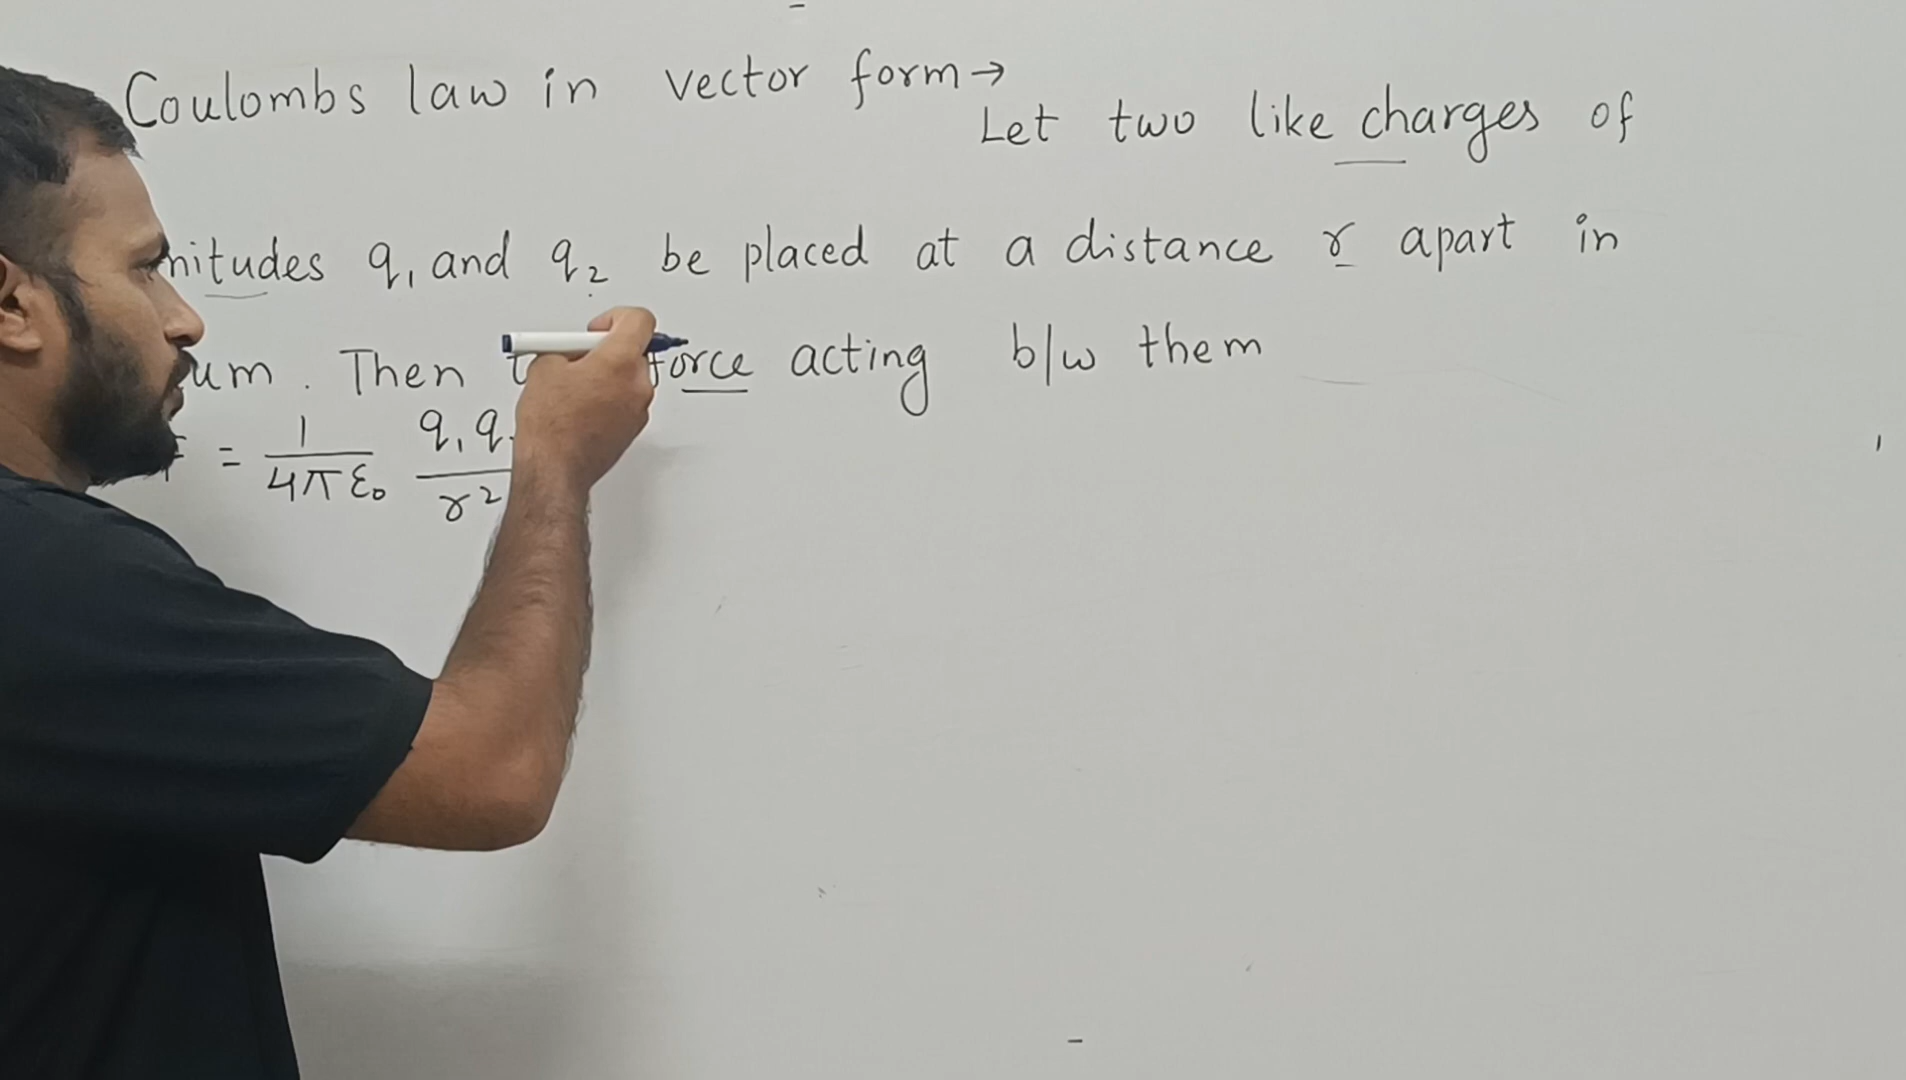 Coulombs law in vector form →
Let two like charges of
nitudes q₁ and q₂ be placed at a distance r apart in
um. Then force acting b/w them
= 1/4πε₀ q₁q/r²